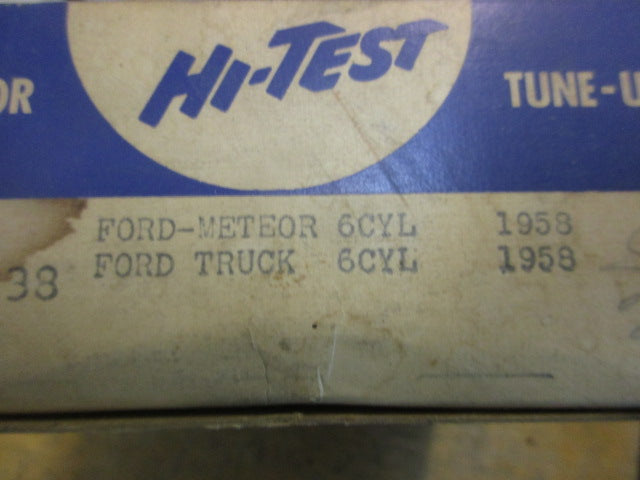 OR HI-TEST TUNE-U
FORD-METEOR 6CYL 1958
FORD TRUCK 6CYL 1958
38